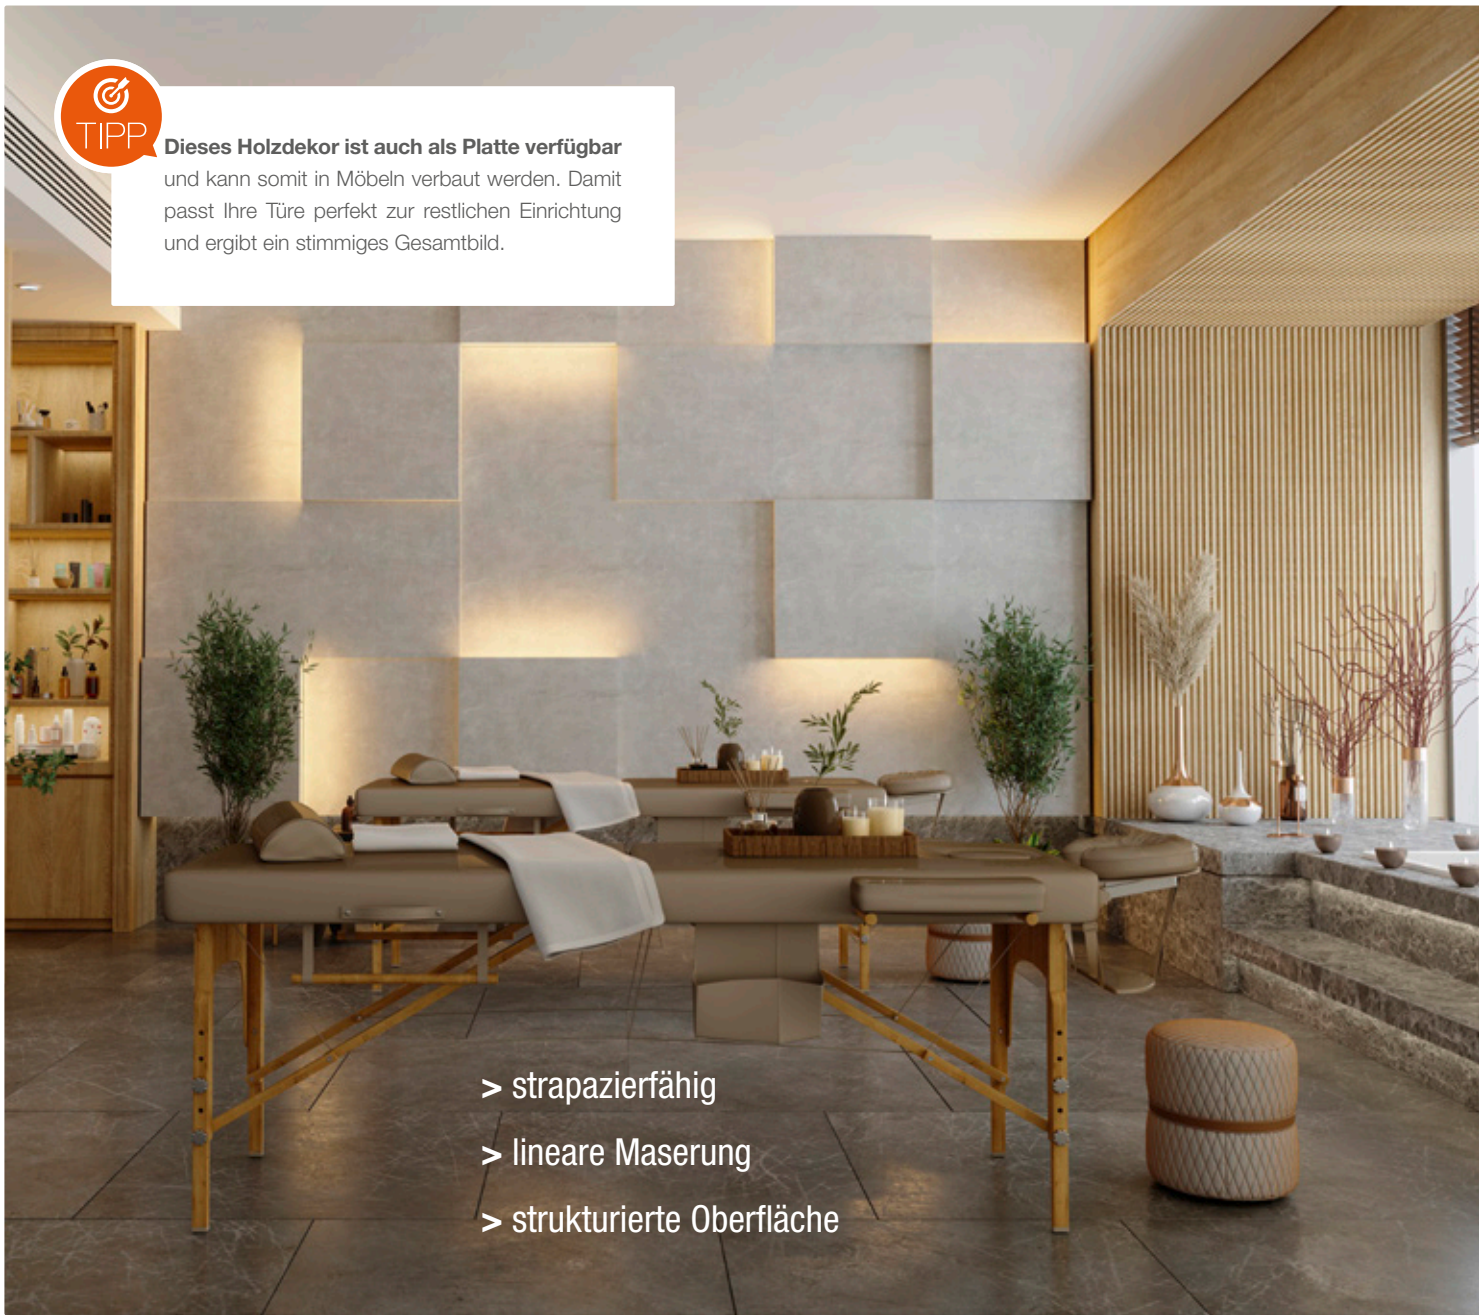 TIPP
Dieses Holzdekor ist auch als Platte verfügbar
und kann somit in Möbeln verbaut werden. Damit
passt Ihre Türe perfekt zur restlichen Einrichtung
und ergibt ein stimmiges Gesamtbild.
> strapazierfähig
> lineare Maserung
> strukturierte Oberfläche